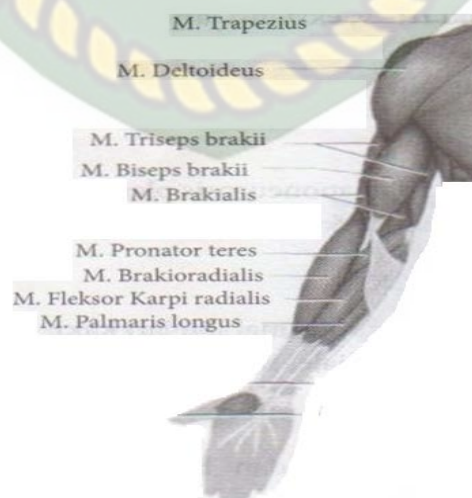 M. Trapezius
M. Deltoideus
M. Triseps brakii
M. Biseps brakii
M. Brakialis
M. Pronator teres
M. Brakioradialis
M. Fleksor Karpi radialis
M. Palmaris longus